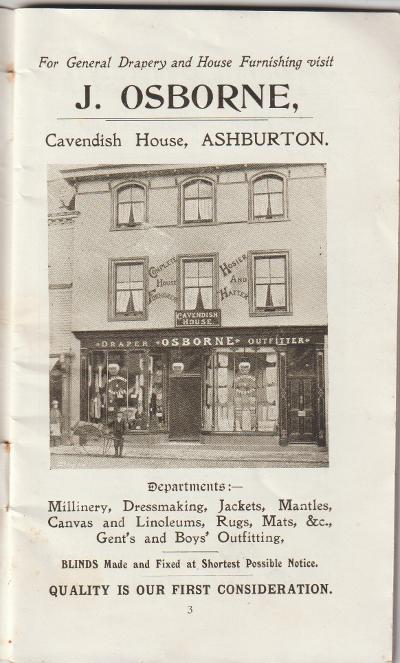 For General Drapery and House Furnishing visit
J. OSBORNE,
Cavendish House, ASHBURTON.
COMPLETE HOUSE FURNISHER
HOSIER AND HATTER
CAVENDISH HOUSE
DRAPER OSBORNE OUTFITTER
Departments:—
Millinery, Dressmaking, Jackets, Mantles,
Canvas and Linoleums, Rugs, Mats, &c.,
Gent's and Boys' Outfitting,
BLINDS Made and Fixed at Shortest Possible Notice.
QUALITY IS OUR FIRST CONSIDERATION.
3